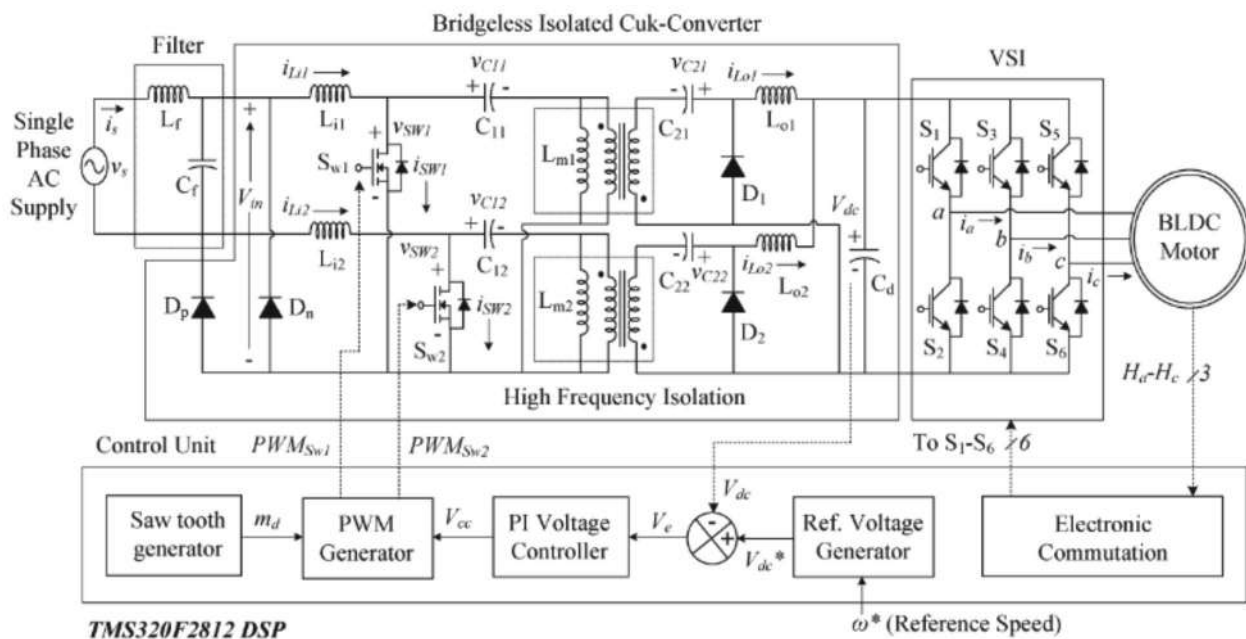 Bridgeless Isolated Cuk-Converter
Filter
VSI
Single
Phase
AC
Supply
v_s
i_s
L_f
C_f
V_in
i_Li1
L_i1
v_C11
C_11
v_SW1
S_w1
i_SW1
i_Li2
L_i2
v_C12
C_12
v_SW2
S_w2
i_SW2
D_p
D_n
L_m1
L_m2
v_C21
C_21
i_Lo1
L_o1
D_1
C_22
v_C22
i_Lo2
L_o2
D_2
V_dc
C_d
S_1
S_3
S_5
a
i_a
b
i_b
c
i_c
S_2
S_4
S_6
BLDC
Motor
High Frequency Isolation
H_a-H_c
3
Control Unit
PWM_Sw1
PWM_Sw2
To S_1-S_6
6
Saw tooth
generator
m_d
PWM
Generator
V_cc
PI Voltage
Controller
V_e
V_dc
V_dc*
Ref. Voltage
Generator
Electronic
Commutation
ω* (Reference Speed)
TMS320F2812 DSP